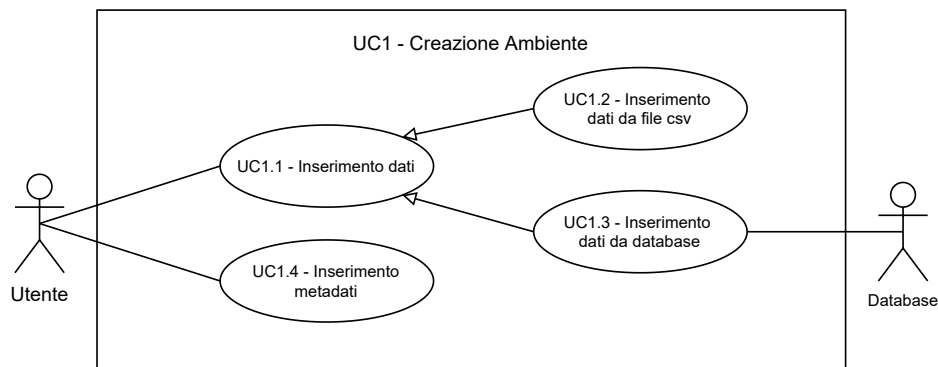 UC1 - Creazione Ambiente
UC1.2 - Inserimento
dati da file csv
UC1.1 - Inserimento dati
UC1.3 - Inserimento
dati da database
UC1.4 - Inserimento
metadati
Utente
Database